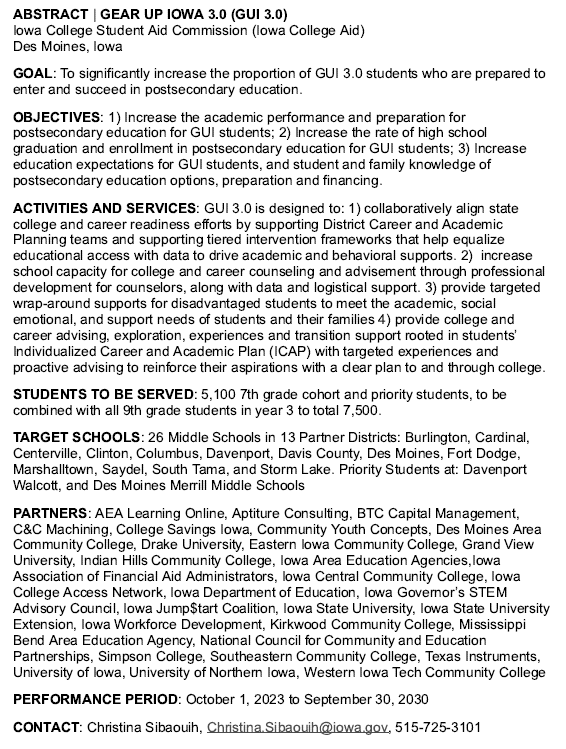 ABSTRACT | GEAR UP IOWA 3.0 (GUI 3.0)
Iowa College Student Aid Commission (Iowa College Aid)
Des Moines, Iowa
GOAL: To significantly increase the proportion of GUI 3.0 students who are prepared to
enter and succeed in postsecondary education.
OBJECTIVES: 1) Increase the academic performance and preparation for
postsecondary education for GUI students; 2) Increase the rate of high school
graduation and enrollment in postsecondary education for GUI students; 3) Increase
education expectations for GUI students, and student and family knowledge of
postsecondary education options, preparation and financing.
ACTIVITIES AND SERVICES: GUI 3.0 is designed to: 1) collaboratively align state
college and career readiness efforts by supporting District Career and Academic
Planning teams and supporting tiered intervention frameworks that help equalize
educational access with data to drive academic and behavioral supports. 2)  increase
school capacity for college and career counseling and advisement through professional
development for counselors, along with data and logistical support. 3) provide targeted
wrap-around supports for disadvantaged students to meet the academic, social
emotional, and support needs of students and their families 4) provide college and
career advising, exploration, experiences and transition support rooted in students'
Individualized Career and Academic Plan (ICAP) with targeted experiences and
proactive advising to reinforce their aspirations with a clear plan to and through college.
STUDENTS TO BE SERVED: 5,100 7th grade cohort and priority students, to be
combined with all 9th grade students in year 3 to total 7,500.
TARGET SCHOOLS: 26 Middle Schools in 13 Partner Districts: Burlington, Cardinal,
Centerville, Clinton, Columbus, Davenport, Davis County, Des Moines, Fort Dodge,
Marshalltown, Saydel, South Tama, and Storm Lake. Priority Students at: Davenport
Walcott, and Des Moines Merrill Middle Schools
PARTNERS: AEA Learning Online, Aptiture Consulting, BTC Capital Management,
C&C Machining, College Savings Iowa, Community Youth Concepts, Des Moines Area
Community College, Drake University, Eastern Iowa Community College, Grand View
University, Indian Hills Community College, Iowa Area Education Agencies,Iowa
Association of Financial Aid Administrators, Iowa Central Community College, Iowa
College Access Network, Iowa Department of Education, Iowa Governor's STEM
Advisory Council, Iowa Jump$tart Coalition, Iowa State University, Iowa State University
Extension, Iowa Workforce Development, Kirkwood Community College, Mississippi
Bend Area Education Agency, National Council for Community and Education
Partnerships, Simpson College, Southeastern Community College, Texas Instruments,
University of Iowa, University of Northern Iowa, Western Iowa Tech Community College
PERFORMANCE PERIOD: October 1, 2023 to September 30, 2030
CONTACT: Christina Sibaouih, Christina.Sibaouih@iowa.gov, 515-725-3101